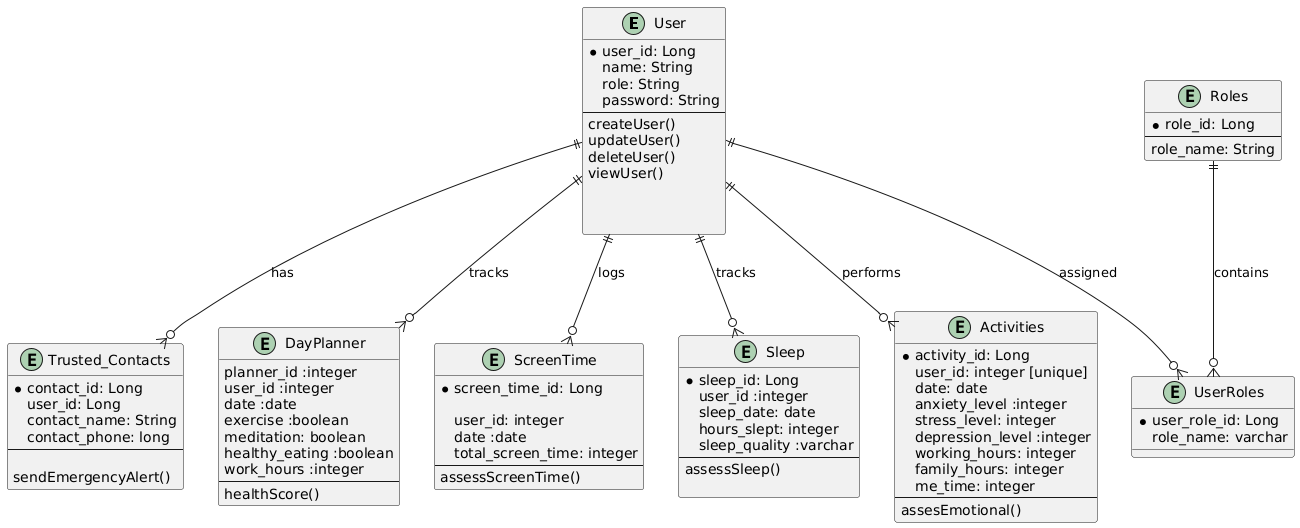 E User
* user_id: Long
name: String
role: String
password: String
createUser()
updateUser()
deleteUser()
viewUser()
E Roles
* role_id: Long
role_name: String
has
tracks
logs
tracks
performs
assigned
contains
E Trusted_Contacts
* contact_id: Long
user_id: Long
contact_name: String
contact_phone: long
sendEmergencyAlert()
E DayPlanner
planner_id :integer
user_id :integer
date :date
exercise :boolean
meditation: boolean
healthy_eating :boolean
work_hours :integer
healthScore()
E ScreenTime
* screen_time_id: Long
user_id: integer
date :date
total_screen_time: integer
assessScreenTime()
E Sleep
* sleep_id: Long
user_id :integer
sleep_date: date
hours_slept: integer
sleep_quality :varchar
assessSleep()
E Activities
* activity_id: Long
user_id: integer [unique]
date: date
anxiety_level :integer
stress_level: integer
depression_level :integer
working_hours: integer
family_hours: integer
me_time: integer
assesEmotional()
E UserRoles
* user_role_id: Long
role_name: varchar